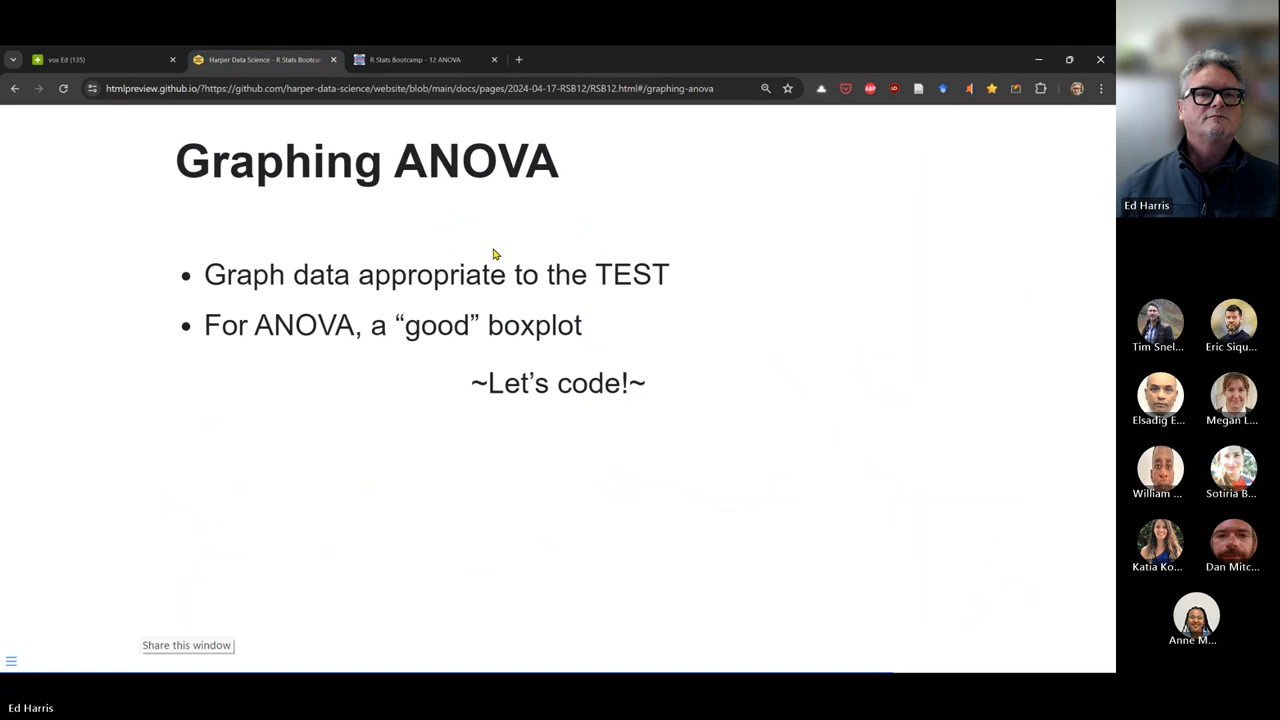 vox Ed (135)
Harper Data Science - R Stats Bootca
R Stats Bootcamp - 12 ANOVA
htmlpreview.github.io/?https://github.com/harper-data-science/website/blob/main/docs/pages/2024-04-17-RSB12/RSB12.html#/graphing-anova
Graphing ANOVA
• Graph data appropriate to the TEST
• For ANOVA, a “good” boxplot
~Let’s code!~
Share this window
Ed Harris
Ed Harris
Tim Snel...
Eric Siqu...
Elsadig E...
Megan L...
William ...
Sotiria B...
Katia Ko...
Dan Mitc...
Anne M...